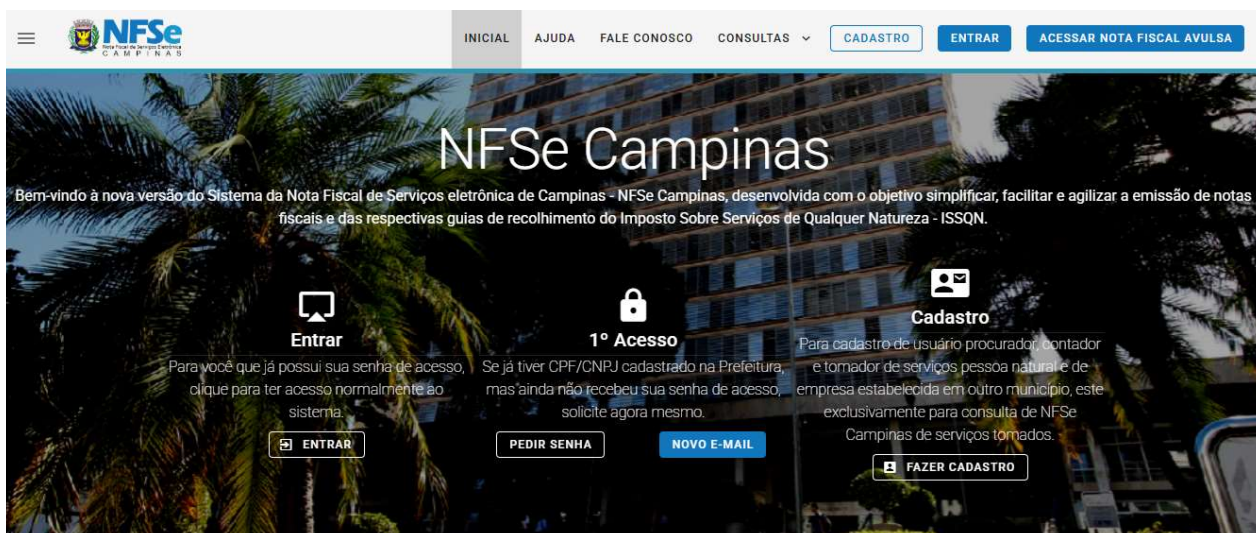 NFSe
Nota Fiscal de Serviços Eletrônica
CAMPINAS
INICIAL
AJUDA
FALE CONOSCO
CONSULTAS
CADASTRO
ENTRAR
ACESSAR NOTA FISCAL AVULSA
NFSe Campinas
Bem-vindo à nova versão do Sistema da Nota Fiscal de Serviços eletrônica de Campinas - NFSe Campinas, desenvolvida com o objetivo simplificar, facilitar e agilizar a emissão de notas
fiscais e das respectivas guias de recolhimento do Imposto Sobre Serviços de Qualquer Natureza - ISSQN.
Entrar
Para você que já possui sua senha de acesso,
clique para ter acesso normalmente ao
sistema.
ENTRAR
1º Acesso
Se já tiver CPF/CNPJ cadastrado na Prefeitura,
mas ainda não recebeu sua senha de acesso,
solicite agora mesmo.
PEDIR SENHA
NOVO E-MAIL
Cadastro
Para cadastro de usuário procurador, contador
e tomador de serviços pessoa natural e de
empresa estabelecida em outro município, este
exclusivamente para consulta de NFSe
Campinas de serviços tomados.
FAZER CADASTRO